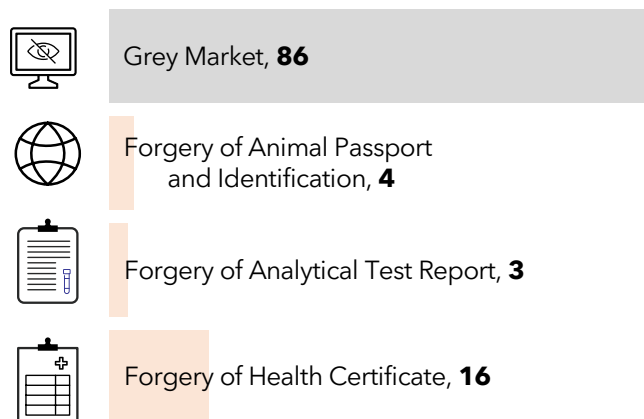 Grey Market, 86
Forgery of Animal Passport
and Identification, 4
Forgery of Analytical Test Report, 3
Forgery of Health Certificate, 16